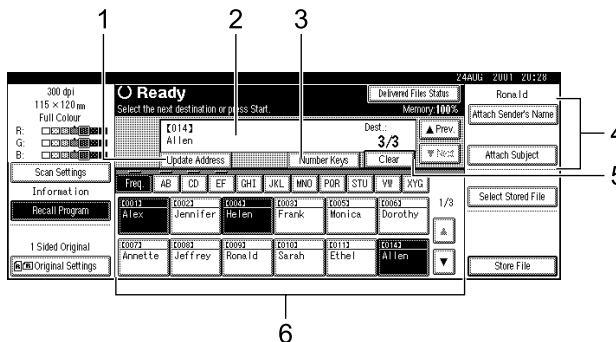 1
2
3
24AUG 2001 20:28
300 dpi
115 × 120 mm
Full Colour
R:
G:
B:
Scan Settings
Information
Recall Program
1 Sided Original
Original Settings
Ready
Delivered Files Status
Select the next destination or press Start.
Memory:100%
[014]
Allen
Dest.:
3/3
▲ Prev.
▼ Next
Update Address
Number Keys
Clear
Freq. AB CD EF GHI JKL MNO PQR STU VW XYG
[001] [002] [004] [003] [005] [006]
Alex Jennifer Helen Frank Monica Dorothy
1/3
[007] [008] [009] [010] [011] [014]
Annette Jeffrey Ronald Sarah Ethel Allen
▲
▼
Ronald
Attach Sender's Name
Attach Subject
Select Stored File
Store File
4
5
6